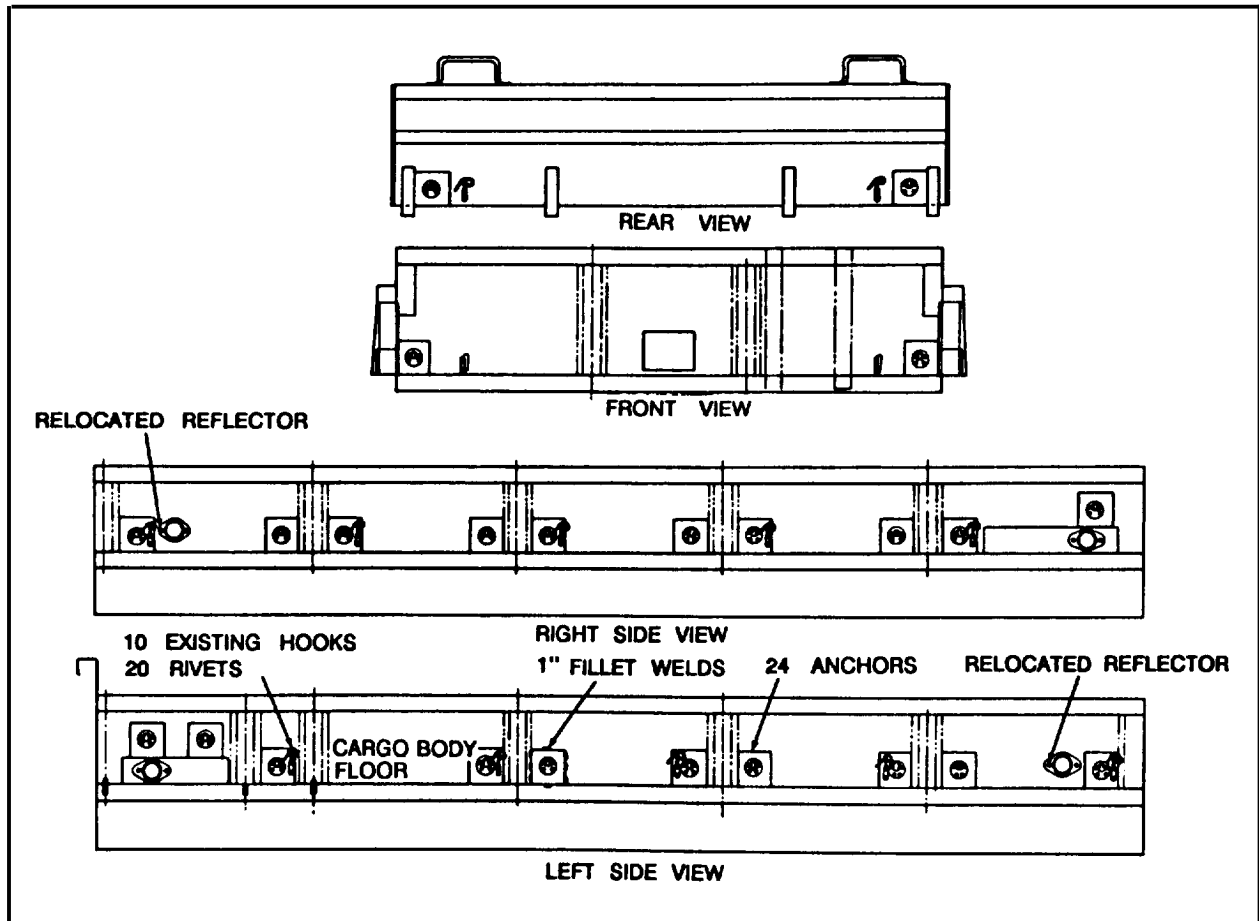 REAR VIEW
FRONT VIEW
RELOCATED REFLECTOR
RIGHT SIDE VIEW
10 EXISTING HOOKS
20 RIVETS
1" FILLET WELDS
24 ANCHORS
RELOCATED REFLECTOR
CARGO BODY
FLOOR
LEFT SIDE VIEW